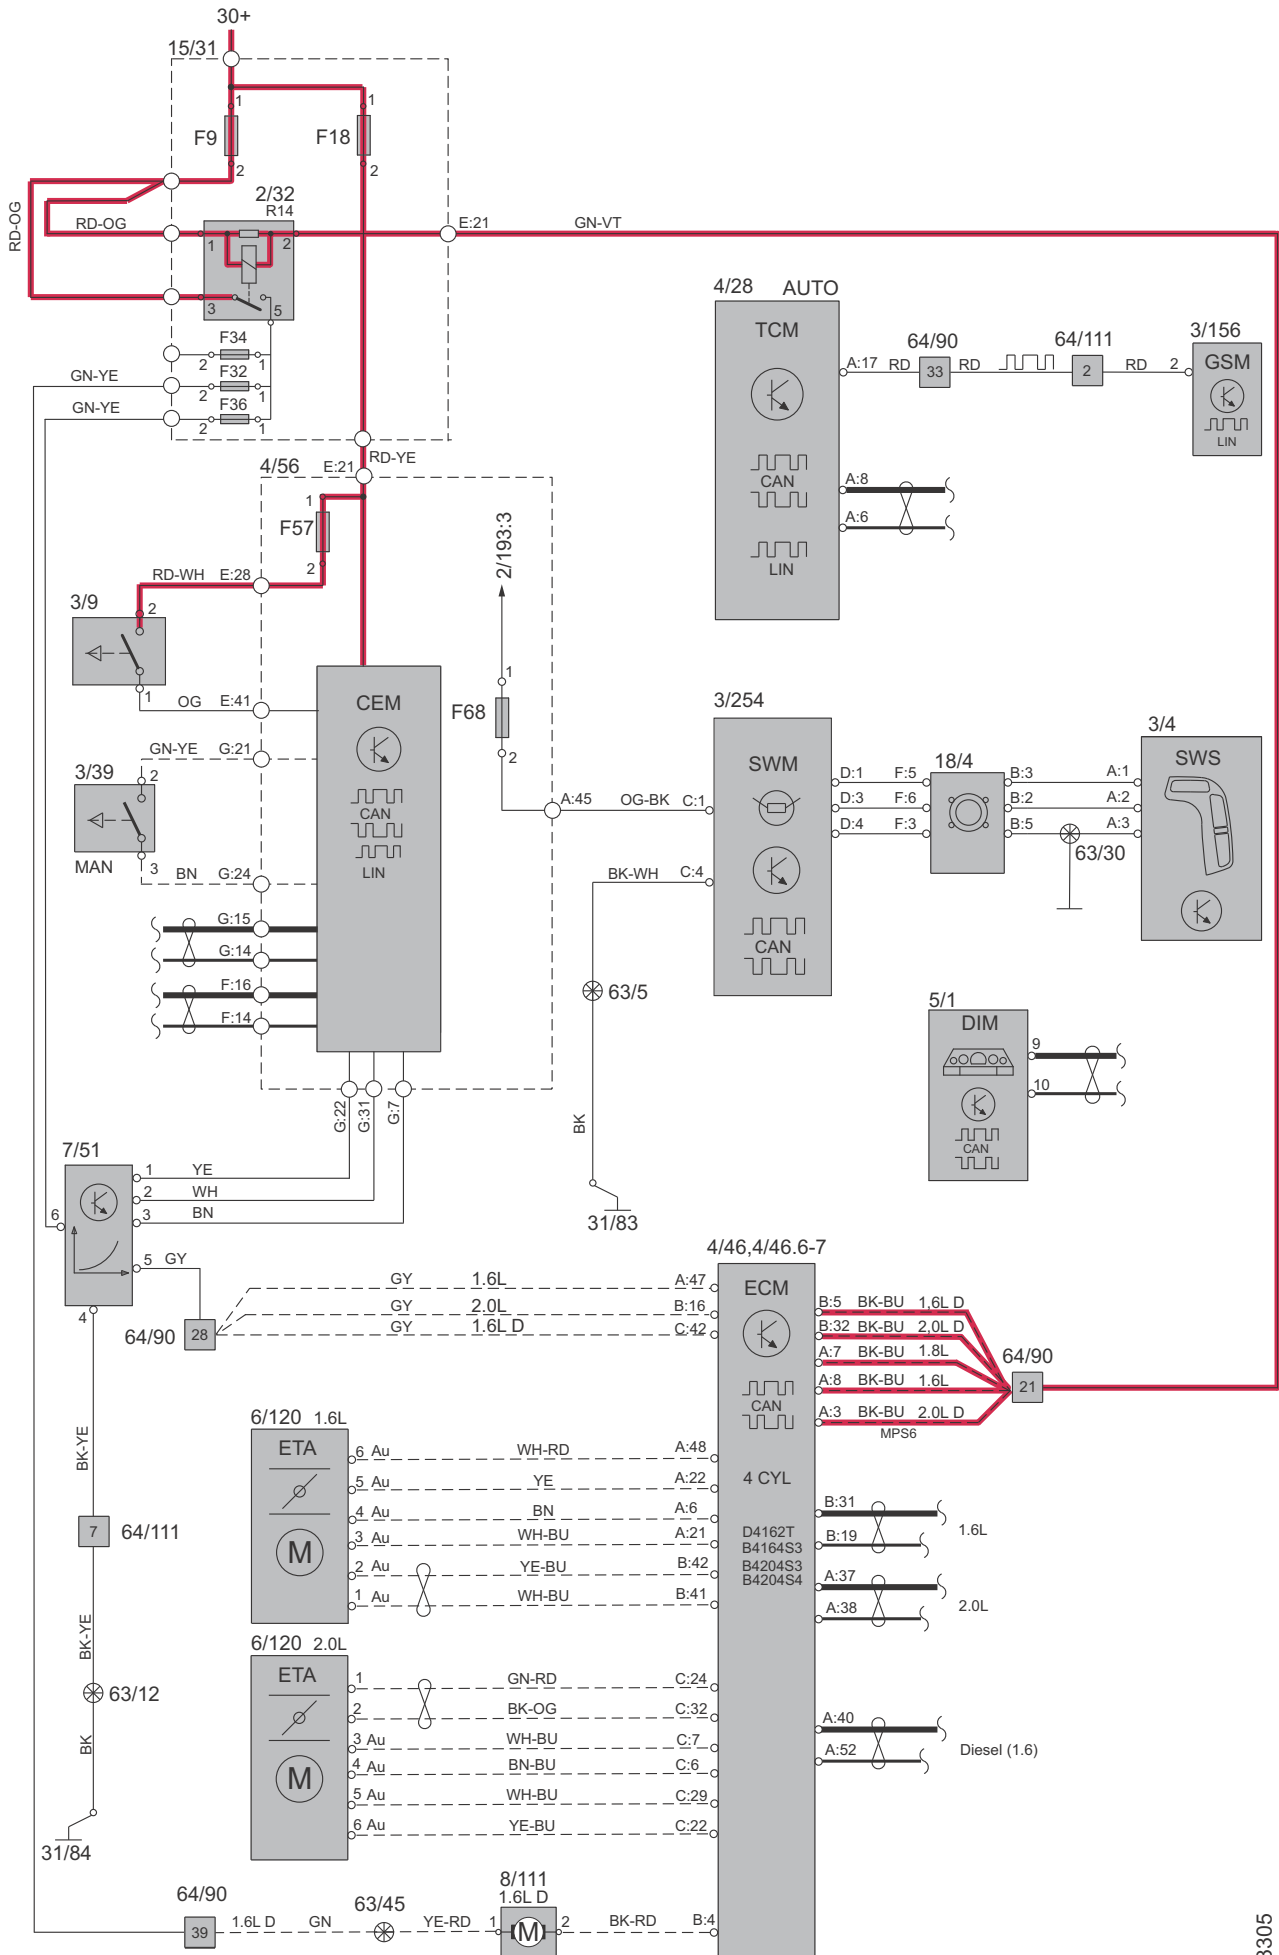 30+
15/31
1
1
F9
F18
2
2
2/32
R14
RD-OG
RD-OG
1
2
E:21
GN-VT
3
5
F34
2
1
GN-YE
F32
2
1
GN-YE
F36
2
1
4/28
AUTO
TCM
A:17
RD
64/90
33
RD
64/111
2
RD
2
3/156
GSM
LIN
CAN
A:8
A:6
LIN
RD-YE
4/56
E:21
1
F57
2
2/193:3
RD-WH
E:28
3/9
2
1
OG
E:41
CEM
CAN
LIN
1
F68
2
GN-YE
G:21
3/39
2
MAN
3
BN
G:24
A:45
OG-BK
C:1
3/254
SWM
CAN
D:1
F:5
D:3
F:6
D:4
F:3
18/4
B:3
B:2
B:5
A:1
A:2
A:3
63/30
3/4
SWS
BK-WH
C:4
G:15
G:14
F:16
F:14
63/5
5/1
DIM
CAN
9
10
G:22
G:31
G:7
BK
31/83
7/51
1
YE
2
WH
3
BN
6
5
GY
4
64/90
28
GY
1.6L
A:47
GY
2.0L
B:16
GY
1.6L D
C:42
4/46,4/46.6-7
ECM
CAN
4 CYL
D4162T
B4164S3
B4204S3
B4204S4
B:5
BK-BU
1,6L D
B:32
BK-BU
2.0L D
A:7
BK-BU
1.8L
A:8
BK-BU
1.6L
A:3
BK-BU
2.0L D
MPS6
64/90
21
6/120
1.6L
ETA
M
6
Au
WH-RD
A:48
5
Au
YE
A:22
4
Au
BN
A:6
3
Au
WH-BU
A:21
2
Au
YE-BU
B:42
1
Au
WH-BU
B:41
B:31
B:19
1.6L
A:37
A:38
2.0L
BK-YE
7
64/111
BK-YE
63/12
BK
31/84
6/120
2.0L
ETA
M
1
GN-RD
C:24
2
BK-OG
C:32
3
Au
WH-BU
C:7
4
Au
BN-BU
C:6
5
Au
WH-BU
C:29
6
Au
YE-BU
C:22
A:40
A:52
Diesel (1.6)
64/90
39
1.6L D
GN
63/45
YE-RD
8/111
1.6L D
1
M
2
BK-RD
B:4